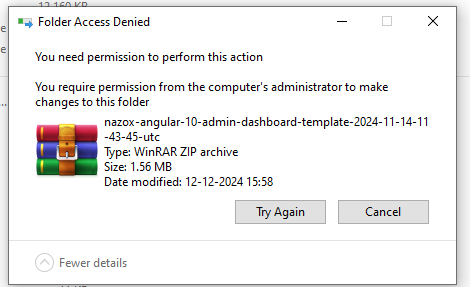 12,160 KB
Folder Access Denied
You need permission to perform this action
You require permission from the computer's administrator to make
changes to this folder
nazox-angular-10-admin-dashboard-template-2024-11-14-11
-43-45-utc
Type: WinRAR ZIP archive
Size: 1.56 MB
Date modified: 12-12-2024 15:58
Try Again
Cancel
Fewer details